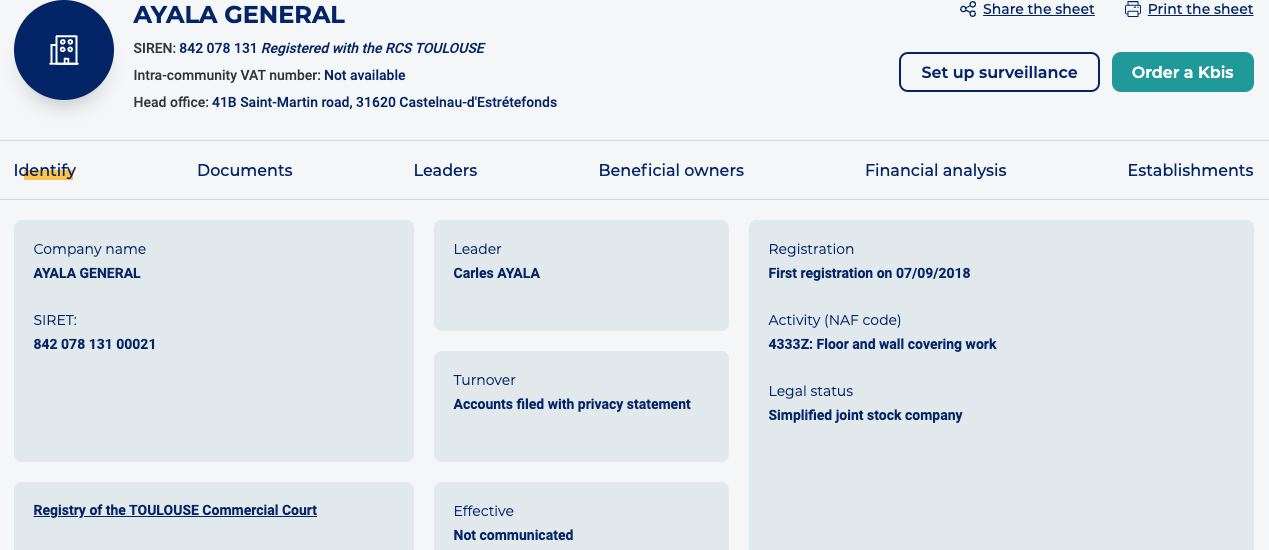 AYALA GENERAL
Share the sheet
Print the sheet
SIREN: 842 078 131 Registered with the RCS TOULOUSE
Intra-community VAT number: Not available
Head office: 41B Saint-Martin road, 31620 Castelnau-d'Estrétefonds
Set up surveillance
Order a Kbis
Identify
Documents
Leaders
Beneficial owners
Financial analysis
Establishments
Company name
AYALA GENERAL
SIRET:
842 078 131 00021
Registry of the TOULOUSE Commercial Court
Leader
Carles AYALA
Turnover
Accounts filed with privacy statement
Effective
Not communicated
Registration
First registration on 07/09/2018
Activity (NAF code)
4333Z: Floor and wall covering work
Legal status
Simplified joint stock company